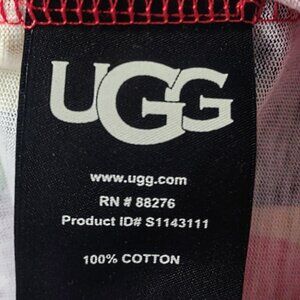 UGG
www.ugg.com
RN # 88276
Product ID# S1143111
100% COTTON